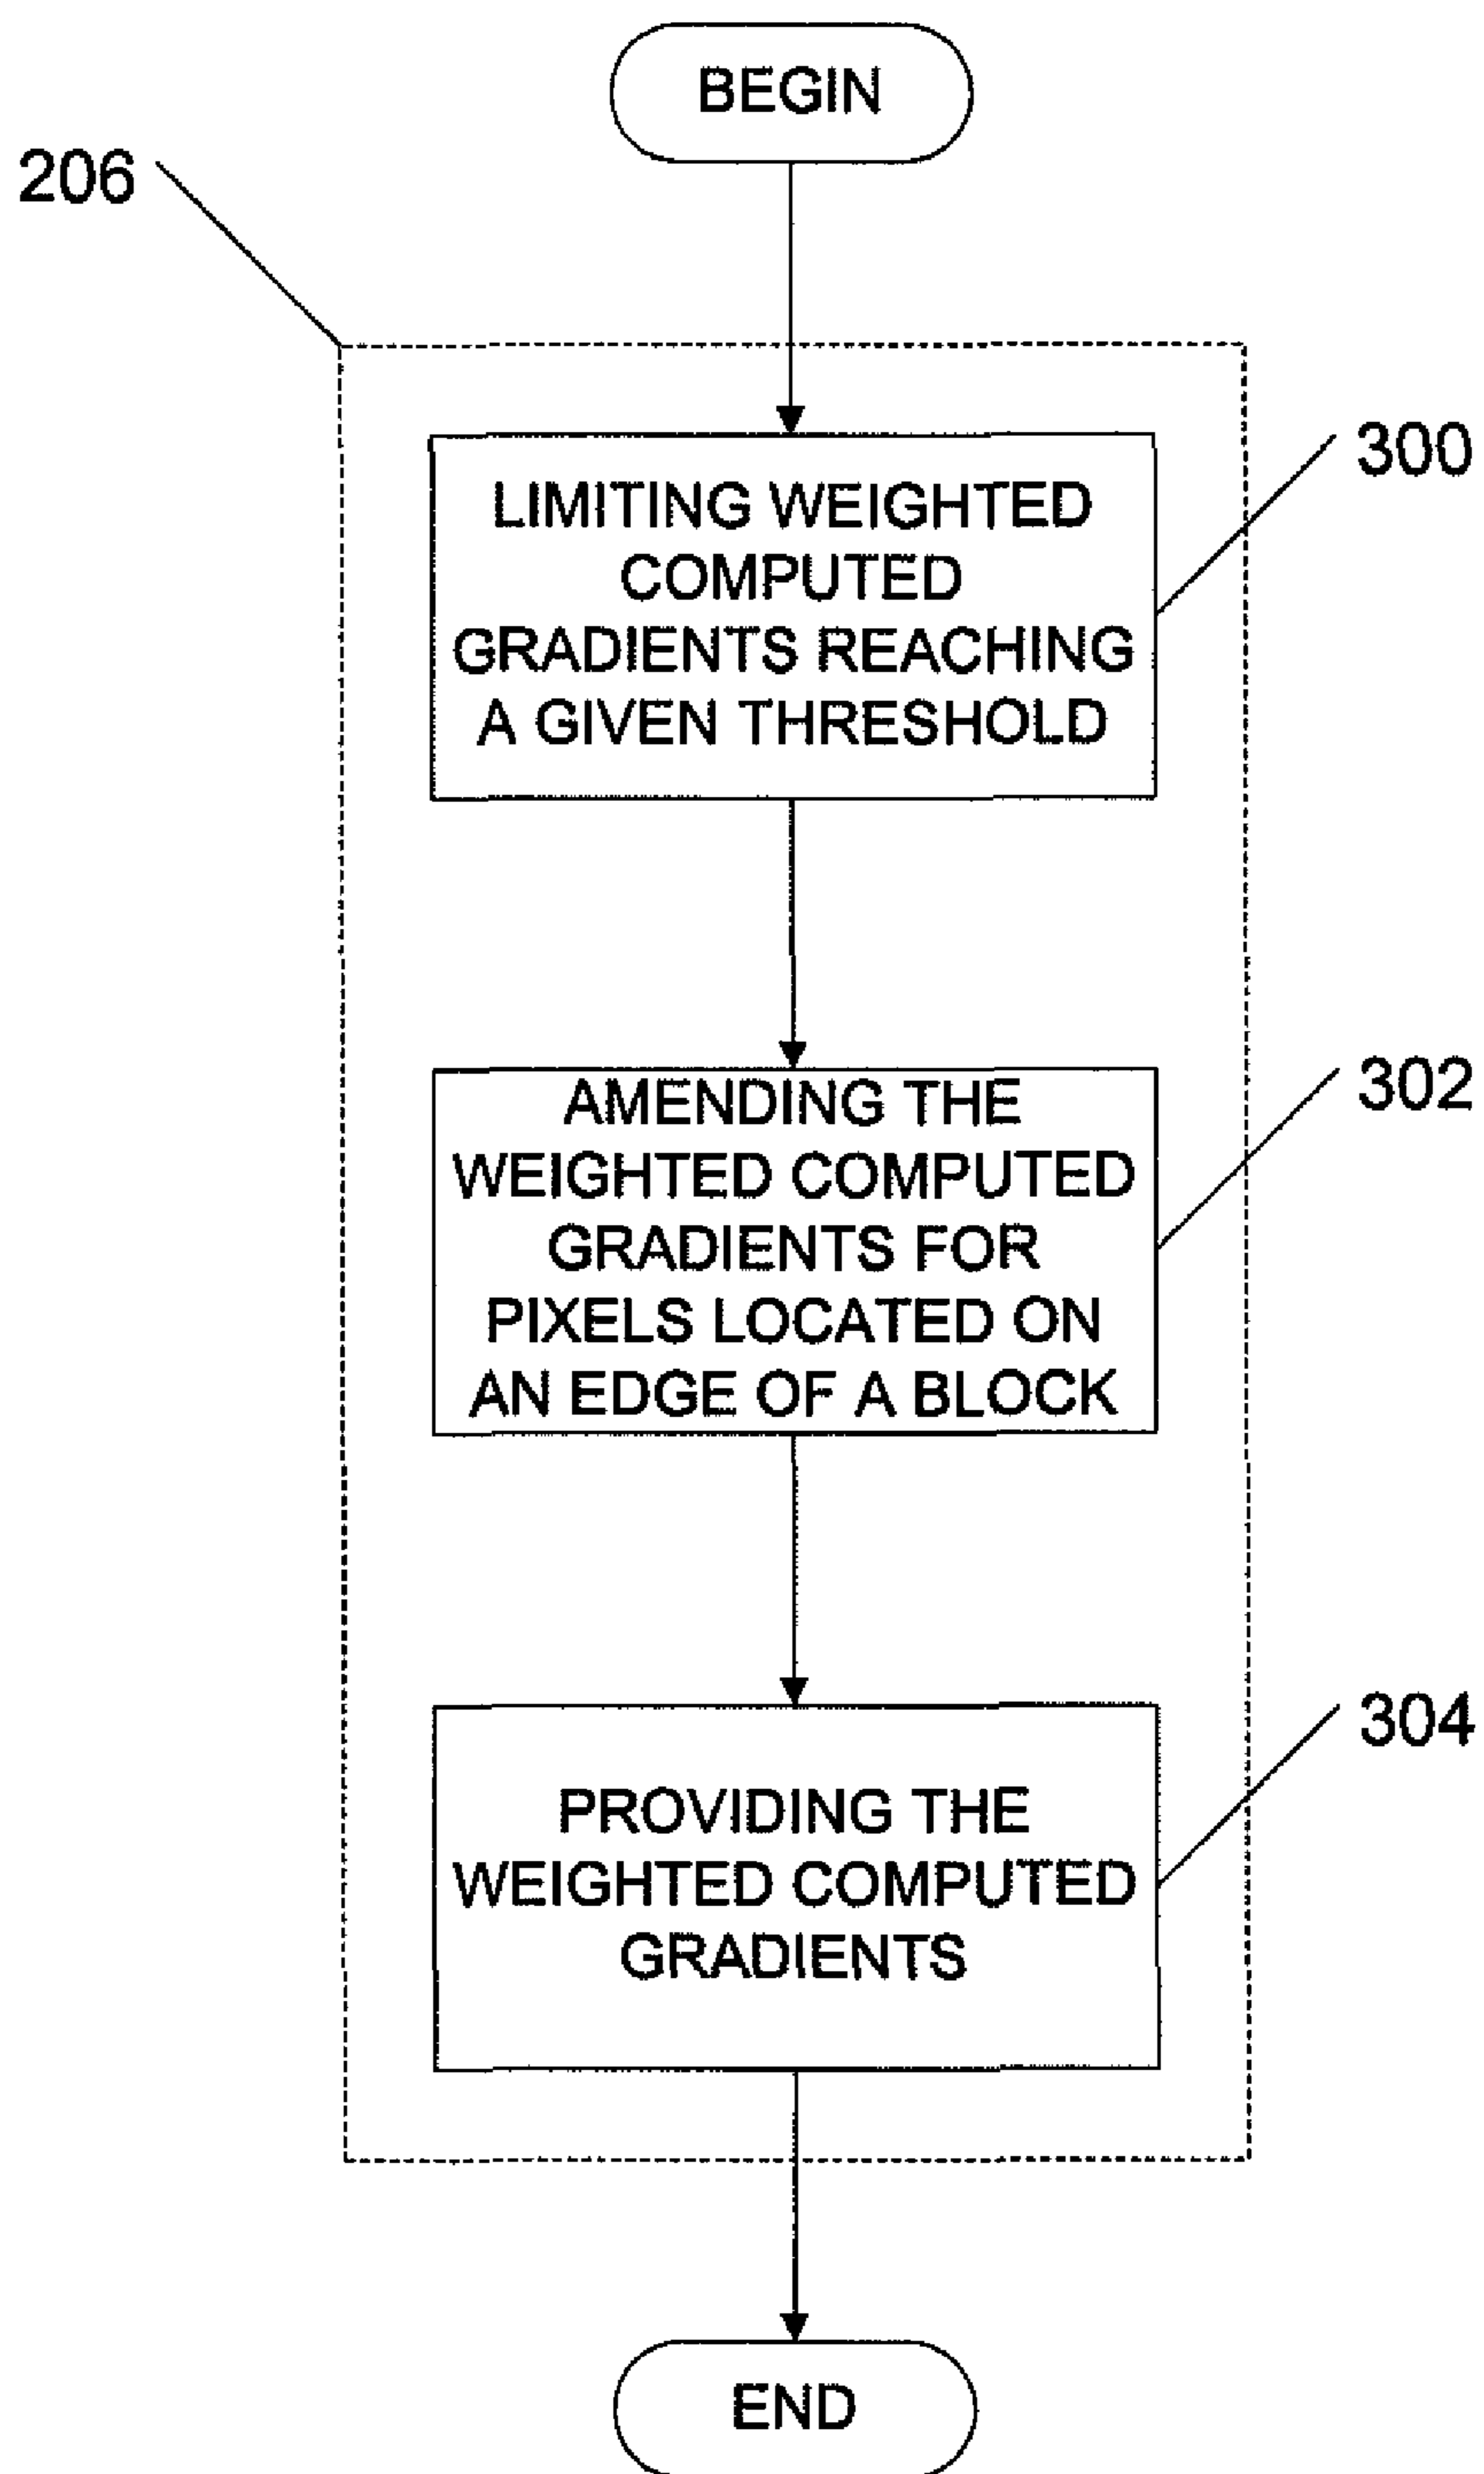 BEGIN
206
LIMITING WEIGHTED
COMPUTED
GRADIENTS REACHING
A GIVEN THRESHOLD
300
AMENDING THE
WEIGHTED COMPUTED
GRADIENTS FOR
PIXELS LOCATED ON
AN EDGE OF A BLOCK
302
PROVIDING THE
WEIGHTED COMPUTED
GRADIENTS
304
END